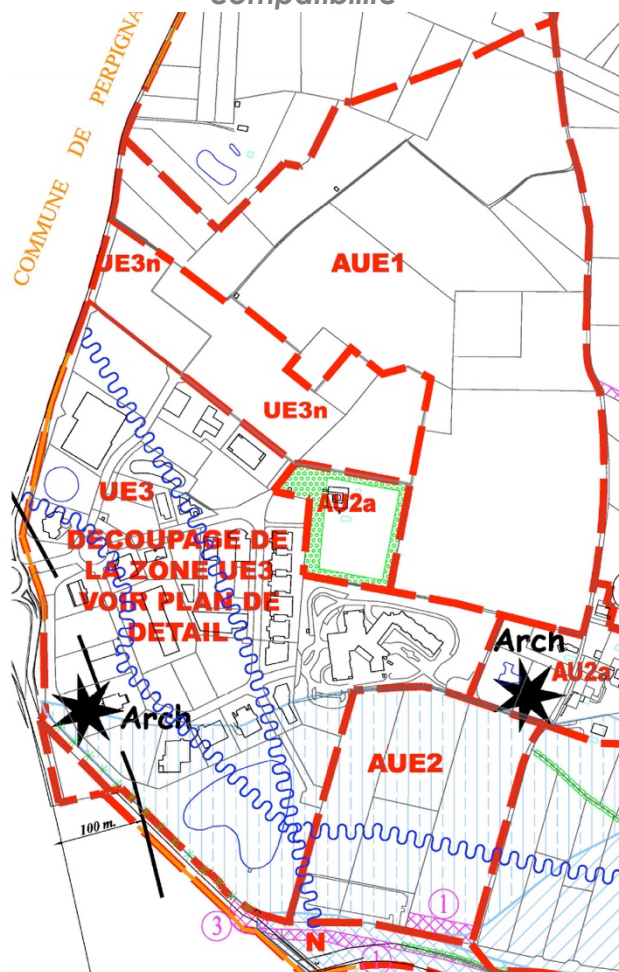 compatibilité
COMMUNE DE PERPIGNA
UE3n
AUE1
UE3n
UE3
AU2a
DECOUPAGE DE
LA ZONE UE3
VOIR PLAN DE
DETAIL
Arch
AU2a
Arch
AUE2
100 m.
1
3
N
1